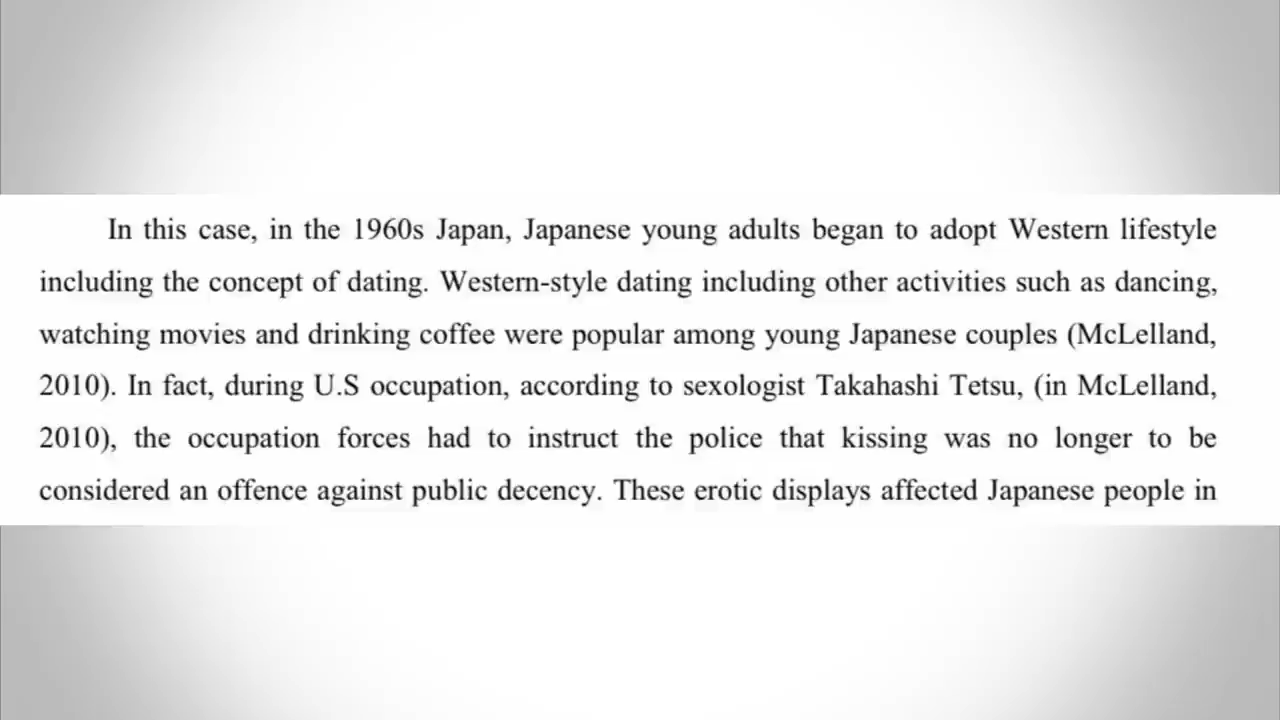 In this case, in the 1960s Japan, Japanese young adults began to adopt Western lifestyle
including the concept of dating. Western-style dating including other activities such as dancing,
watching movies and drinking coffee were popular among young Japanese couples (McLelland,
2010). In fact, during U.S occupation, according to sexologist Takahashi Tetsu, (in McLelland,
2010), the occupation forces had to instruct the police that kissing was no longer to be
considered an offence against public decency. These erotic displays affected Japanese people in